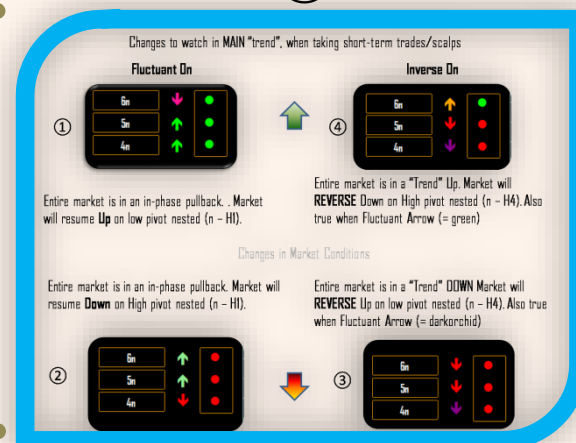 Changes to watch in MAIN "trend", when taking short-term trades/scalps
Fluctuant On
Inverse On
①
6n
5n
4n
④
6n
5n
4n
Entire market is in an in-phase pullback. . Market
will resume Up on low pivot nested (n – H1).
Entire market is in a "Trend" Up. Market will
REVERSE Down on High pivot nested (n – H4). Also
true when Fluctuant Arrow (= green)
Changes in Market Conditions
Entire market is in an in-phase pullback. Market will
resume Down on High pivot nested (n – H1).
Entire market is in a "Trend" DOWN Market will
REVERSE Up on low pivot nested (n – H4). Also true
when Fluctuant Arrow (= darkorchid)
②
6n
5n
4n
③
6n
5n
4n